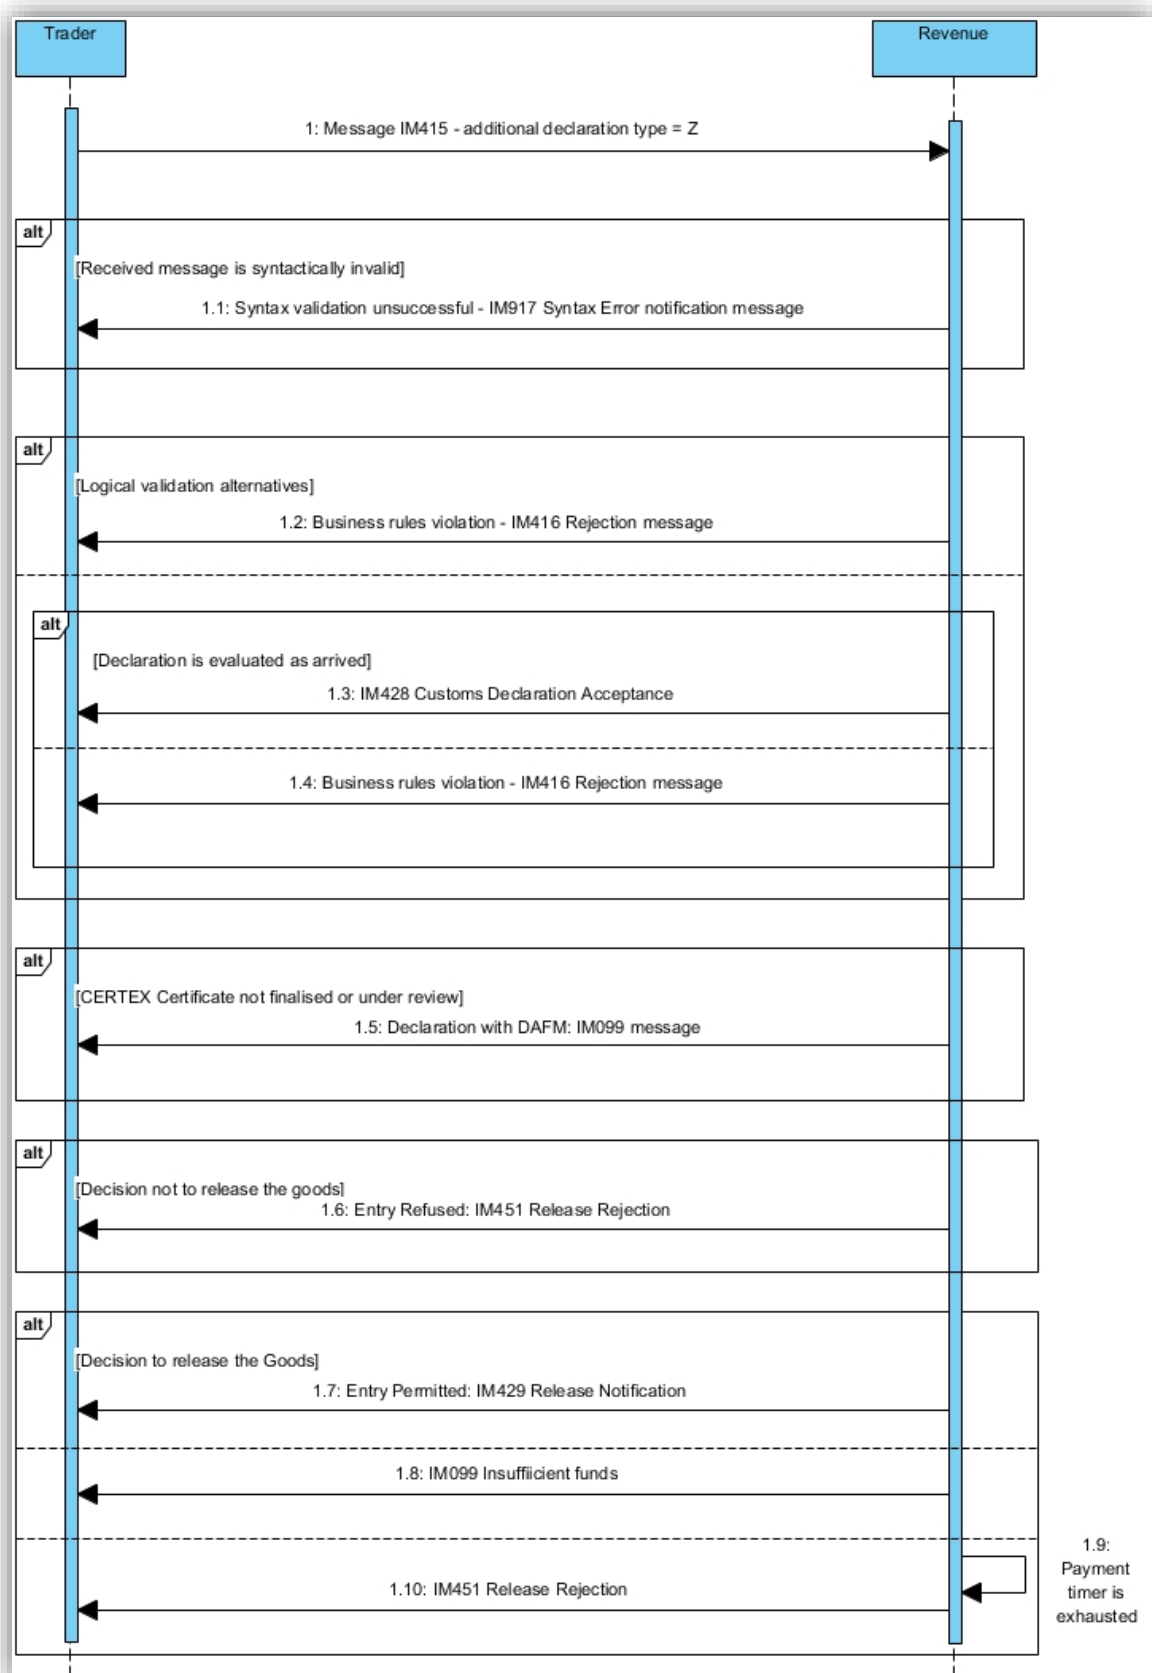 Trader
Revenue
1: Message IM415 - additional declaration type = Z
alt
[Received message is syntactically invalid]
1.1: Syntax validation unsuccessful - IM917 Syntax Error notification message
alt
[Logical validation alternatives]
1.2: Business rules violation - IM416 Rejection message
alt
[Declaration is evaluated as arrived]
1.3: IM428 Customs Declaration Acceptance
1.4: Business rules violation - IM416 Rejection message
alt
[CERTEX Certificate not finalised or under review]
1.5: Declaration with DAFM: IM099 message
alt
[Decision not to release the goods]
1.6: Entry Refused: IM451 Release Rejection
alt
[Decision to release the Goods]
1.7: Entry Permitted: IM429 Release Notification
1.8: IM099 Insuffiicient funds
1.9:
Payment
timer is
exhausted
1.10: IM451 Release Rejection